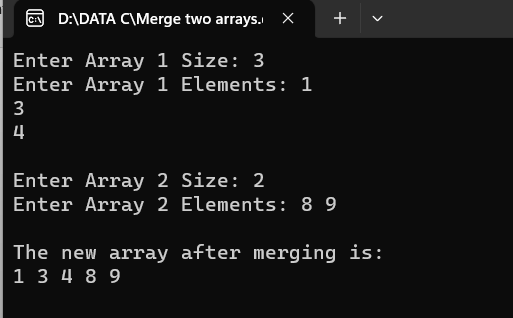 D:\DATA C\Merge two arrays.
Enter Array 1 Size: 3
Enter Array 1 Elements: 1
3
4
Enter Array 2 Size: 2
Enter Array 2 Elements: 8 9
The new array after merging is:
1 3 4 8 9